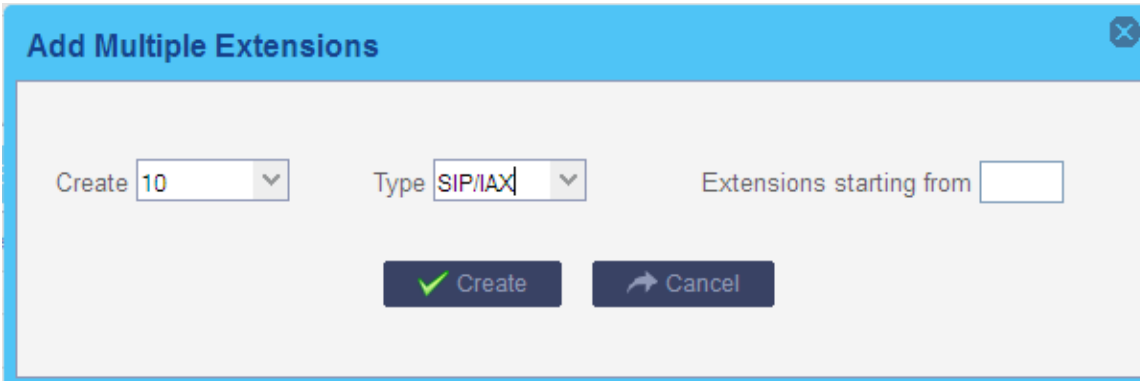 Add Multiple Extensions
Create 10 Type SIP/IAX Extensions starting from
Create Cancel